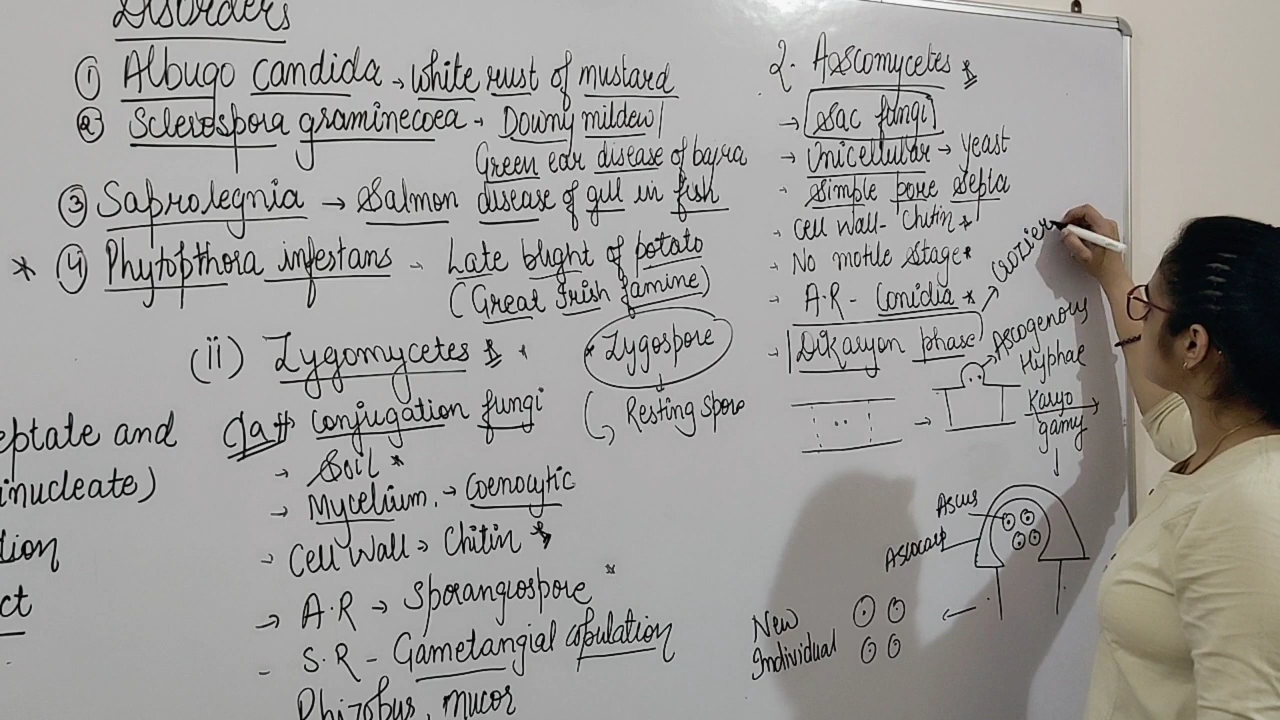 Disorders
① Albugo candida → White rust of mustard
② Sclerospora graminecoea - Downy mildew/
Green ear disease of bajra
③ Saprolegnia → Salmon disease of gill in fish
* ④ Phytopthora infestans - Late blight of potato
(Great Irish famine)
(ii) Zygomycetes
* Zygospore
Resting spore
conjugation fungi
→ Soil *
→ Mycelium → Coenocytic
→ Cell Wall → Chitin *
→ A.R → Sporangiospore *
- S.R - Gametangial copulation
Rhizopus, mucor
eptate and
inucleate)
tion
ct
2. Ascomycetes *
→ Sac fungi
→ Unicellular → yeast
- Simple pore Septa
- Cell Wall - Chitin *
- No motile Stage *
→ A.R - Conidia *
→ Dikaryon phase → Crozier
→ Ascogenous
Hyphae
Karyo
gamy
Ascus
Ascocarp
New
Individual